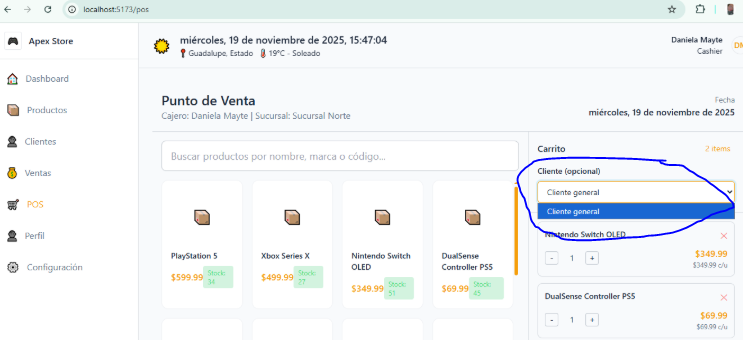 localhost:5173/pos
Apex Store
miércoles, 19 de noviembre de 2025, 15:47:04
Guadalupe, Estado
19°C - Soleado
Daniela Mayte
Cashier
DM
Dashboard
Productos
Clientes
Ventas
POS
Perfil
Configuración
Punto de Venta
Cajero: Daniela Mayte | Sucursal: Sucursal Norte
Fecha
miércoles, 19 de noviembre de 2025
Buscar productos por nombre, marca o código...
PlayStation 5
$599.99
Stock:
34
Xbox Series X
$499.99
Stock:
27
Nintendo Switch
OLED
$349.99
Stock:
51
DualSense
Controller PS5
$69.99
Stock:
45
Carrito
2 items
Cliente (opcional)
Cliente general
Cliente general
Nintendo Switch OLED
- 1 +
$349.99
$349.99 c/u
DualSense Controller PS5
- 1 +
$69.99
$69.99 c/u